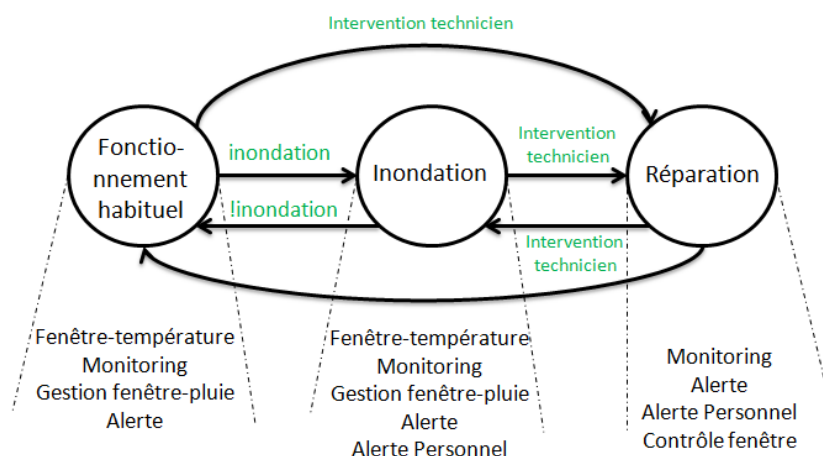 Intervention technicien
Fonctio-
nnement
habituel
inondation
!inondation
Inondation
Intervention
technicien
Intervention
technicien
Réparation
Fenêtre-température
Monitoring
Gestion fenêtre-pluie
Alerte
Fenêtre-température
Monitoring
Gestion fenêtre-pluie
Alerte
Alerte Personnel
Monitoring
Alerte
Alerte Personnel
Contrôle fenêtre